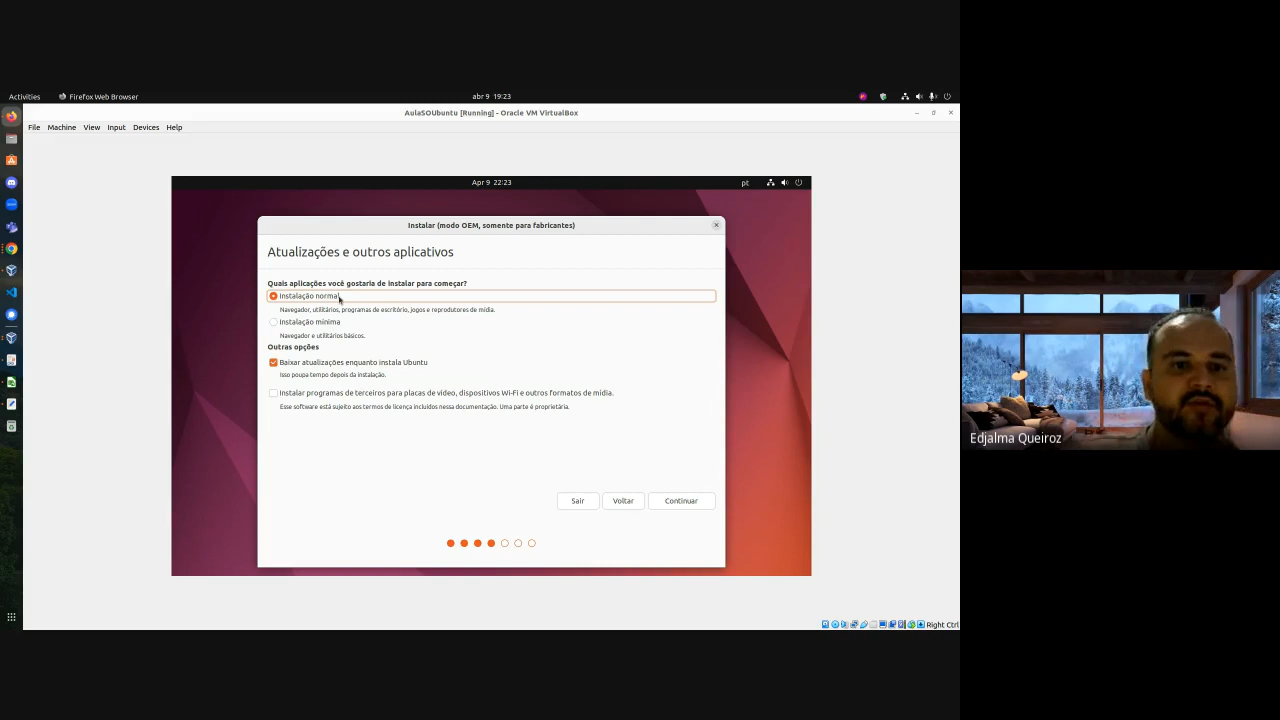 Activities
Firefox Web Browser
abr 9 19:23
AulaSOUbuntu [Running] - Oracle VM VirtualBox
File Machine View Input Devices Help
Apr 9 22:23
pt
Instalar (modo OEM, somente para fabricantes)
Atualizações e outros aplicativos
Quais aplicações você gostaria de instalar para começar?
Instalação normal
Navegador, utilitários, programas de escritório, jogos e reprodutores de mídia.
Instalação mínima
Navegador e utilitários básicos.
Outras opções
Baixar atualizações enquanto instala Ubuntu
Isso poupa tempo depois da instalação.
Instalar programas de terceiros para placas de vídeo, dispositivos Wi-Fi e outros formatos de mídia.
Esse software está sujeito aos termos de licença incluídos nessa documentação. Uma parte é proprietária.
Sair
Voltar
Continuar
Edjalma Queiroz
Right Ctrl